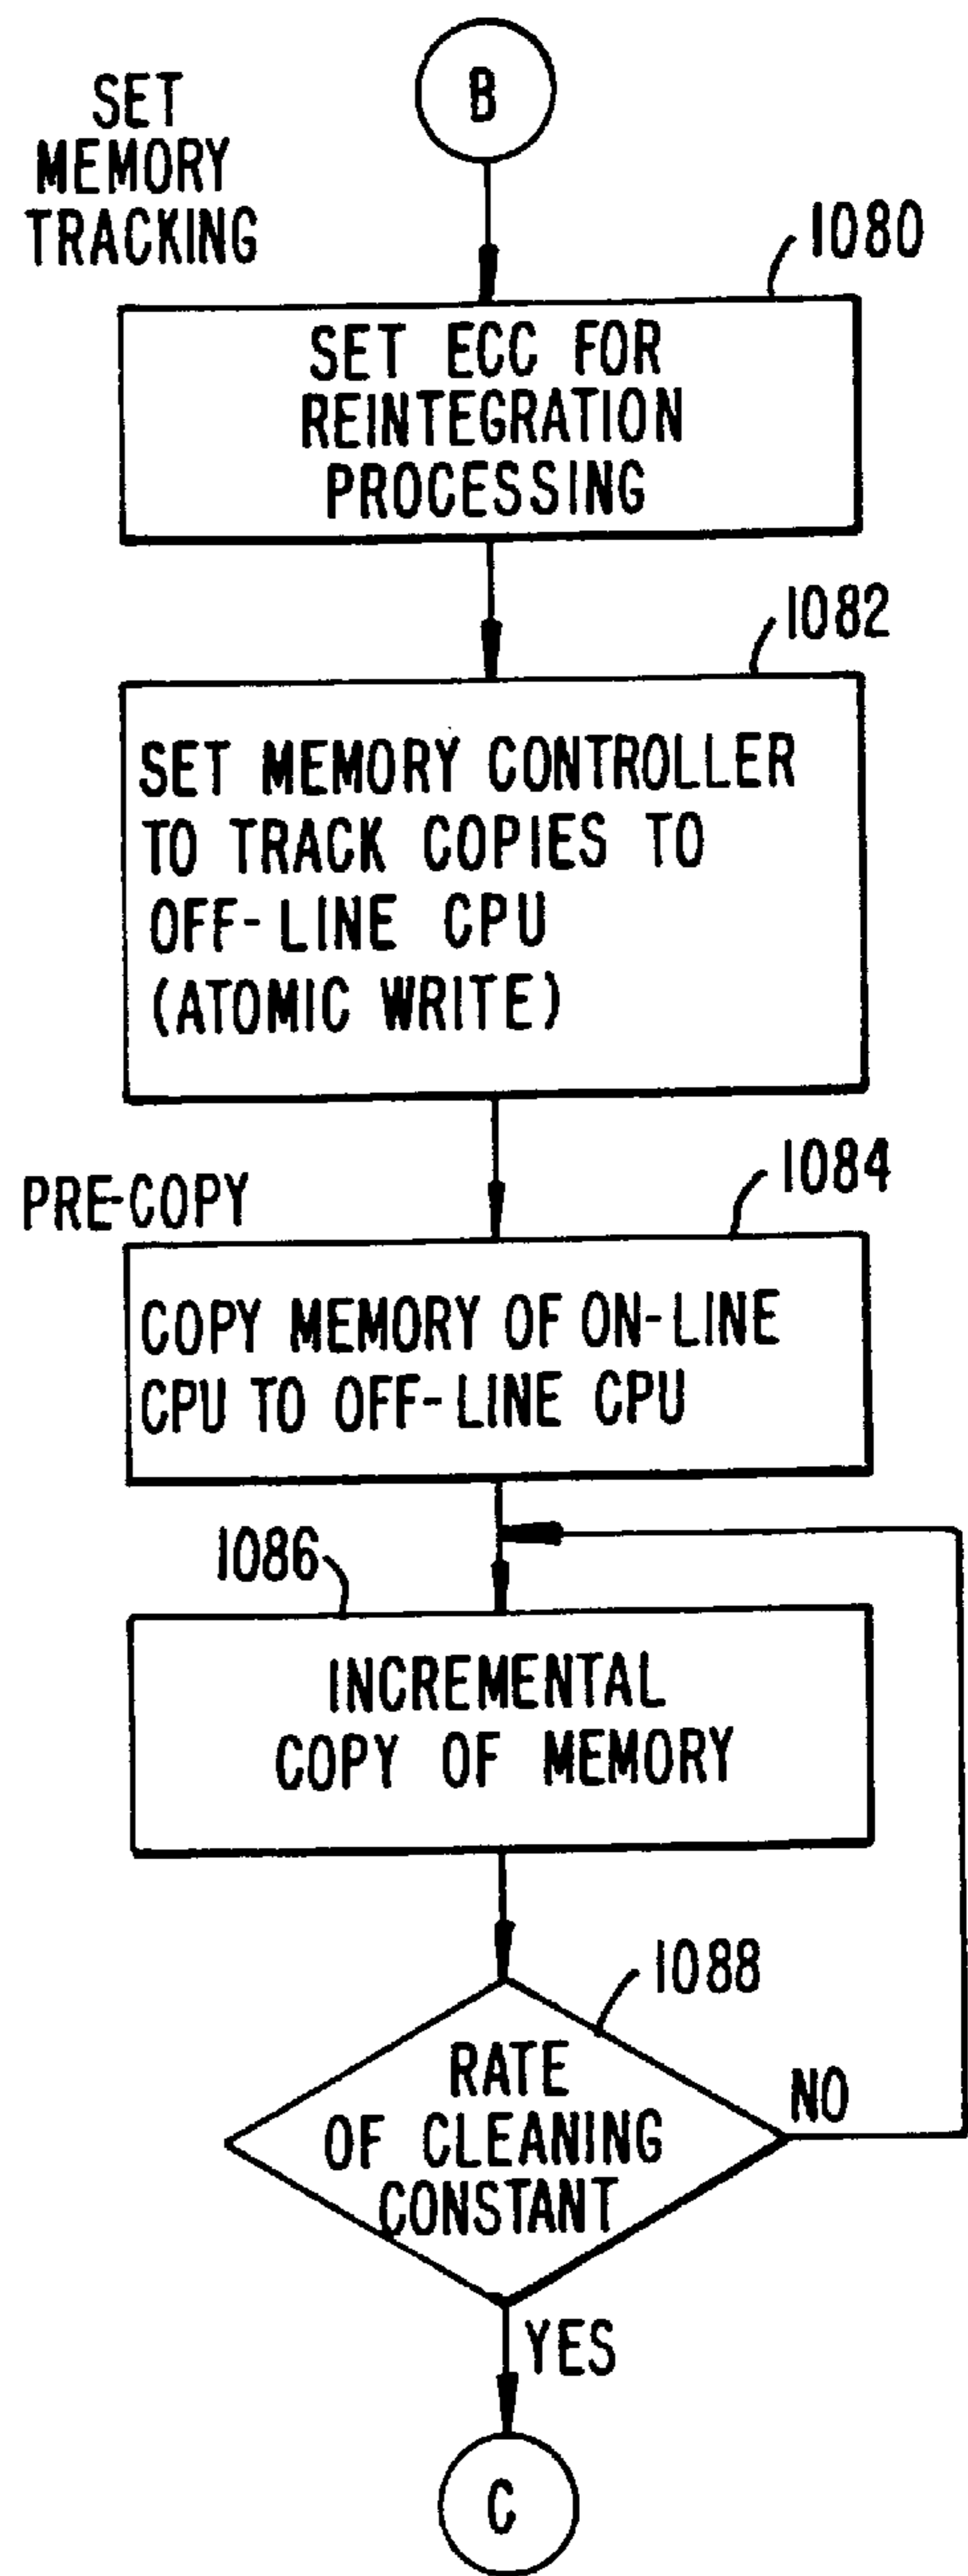 B
SET
MEMORY
TRACKING
1080
SET ECC FOR
REINTEGRATION
PROCESSING
1082
SET MEMORY CONTROLLER
TO TRACK COPIES TO
OFF-LINE CPU
(ATOMIC WRITE)
PRE-COPY
1084
COPY MEMORY OF ON-LINE
CPU TO OFF-LINE CPU
1086
INCREMENTAL
COPY OF MEMORY
1088
RATE
OF CLEANING
CONSTANT
NO
YES
C